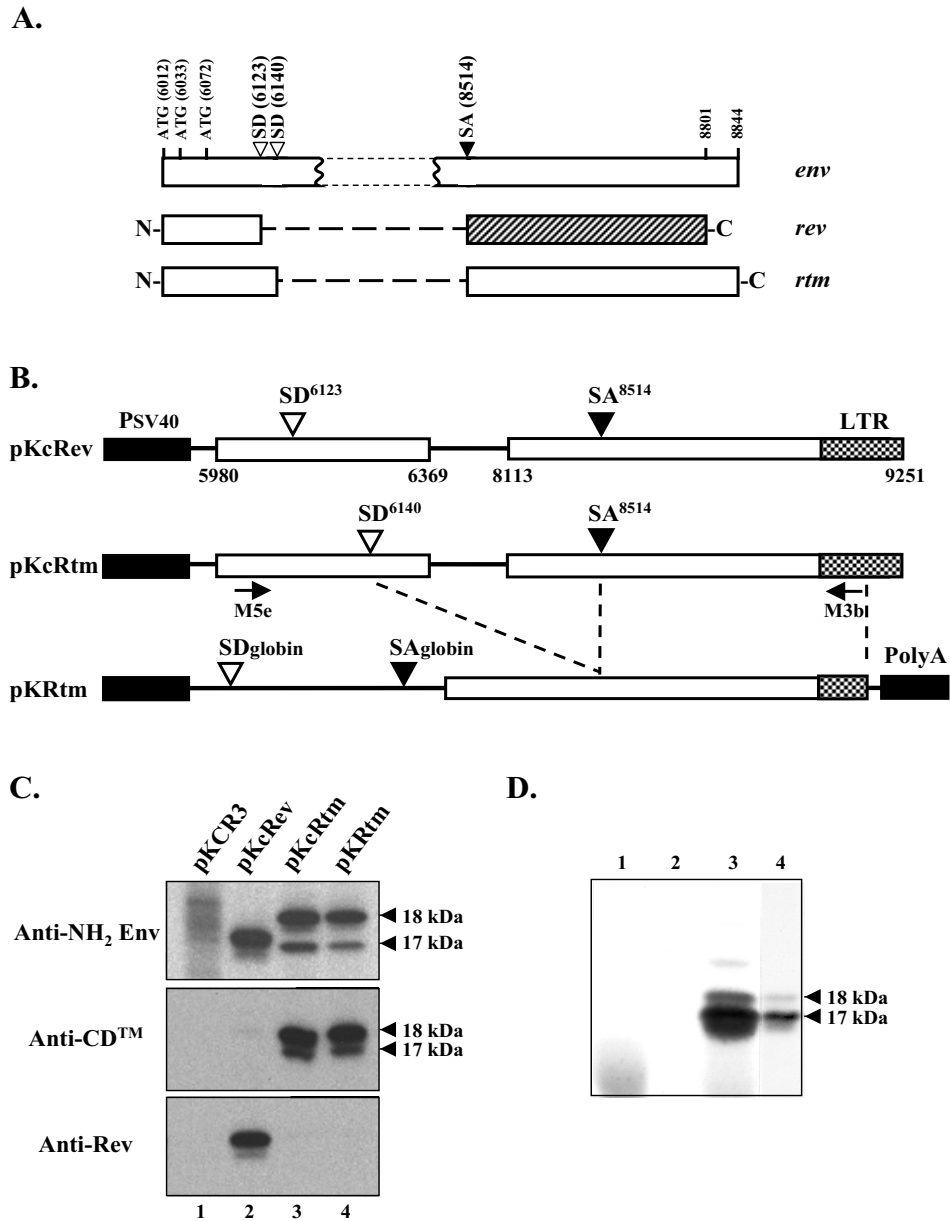 A.
ATG (6012)
ATG (6033)
ATG (6072)
SD (6123)
SD (6140)
SA (8514)
8801
8844
env
N- -C rev
N- -C rtm
B.
SD6123 SA8514
PSV40 LTR
pKcRev
5980 6369 8113 9251
SD6140 SA8514
pKcRtm
M5e M3b
SDglobin SAglobin PolyA
pKRtm
C.
pKCR3
pKcRev
pKcRtm
pKRtm
Anti-NH2 Env
18 kDa
17 kDa
Anti-CDTM
18 kDa
17 kDa
Anti-Rev
1 2 3 4
D.
1 2 3 4
18 kDa
17 kDa